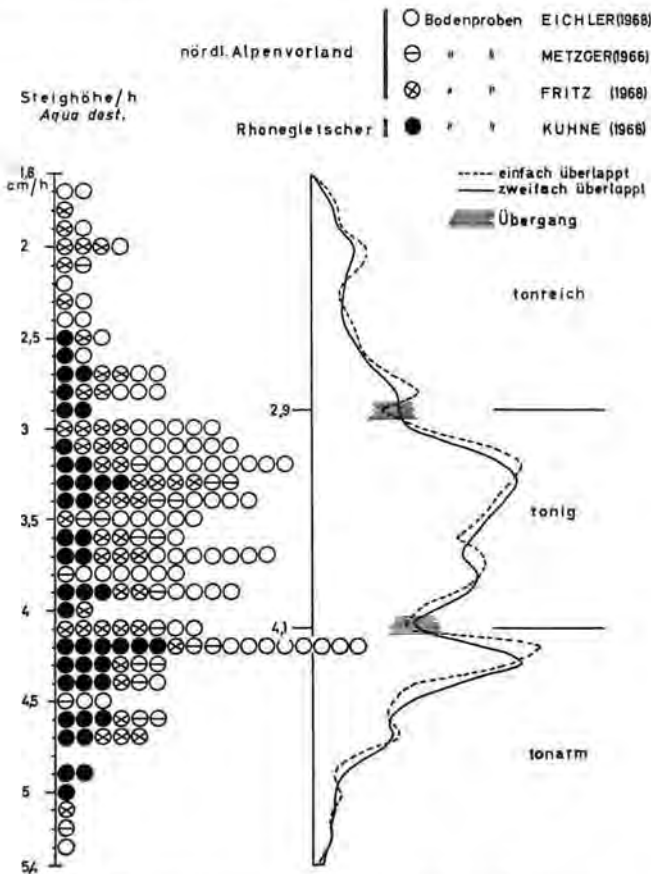 Bodenproben EICHLER (1968)
nördl. Alpenvorland
" " METZGER (1966)
" " FRITZ (1968)
Rhonegletscher " " KUHNE (1966)
Steighöhe/h
Aqua dest.
1,6
cm/h
2
2,5
3
3,5
4
4,5
5
5,4
einfach überlappt
zweifach überlappt
Übergang
tonreich
2,9
tonig
4,1
tonarm